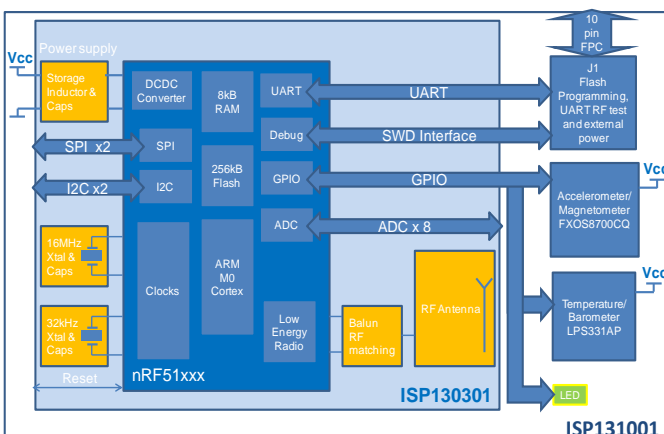 10
pin
FPC
Power supply
Vcc
Storage
Inductor &
Caps
DCDC
Converter
8kB
RAM
UART
UART
J1
Flash
Programming,
UART RF test
and external
power
Debug
SWD Interface
SPI x2
SPI
256kB
Flash
GPIO
GPIO
Vcc
I2C x2
I2C
Accelerometer/
Magnetometer
FXOS8700CQ
ADC
ADC x 8
16MHz
Xtal &
Caps
Clocks
ARM
M0
Cortex
Vcc
Temperature/
Barometer
LPS331AP
32kHz
Xtal &
Caps
Low
Energy
Radio
Balun
RF
matching
RF Antenna
Reset
nRF51xxx
ISP130301
LED
ISP131001